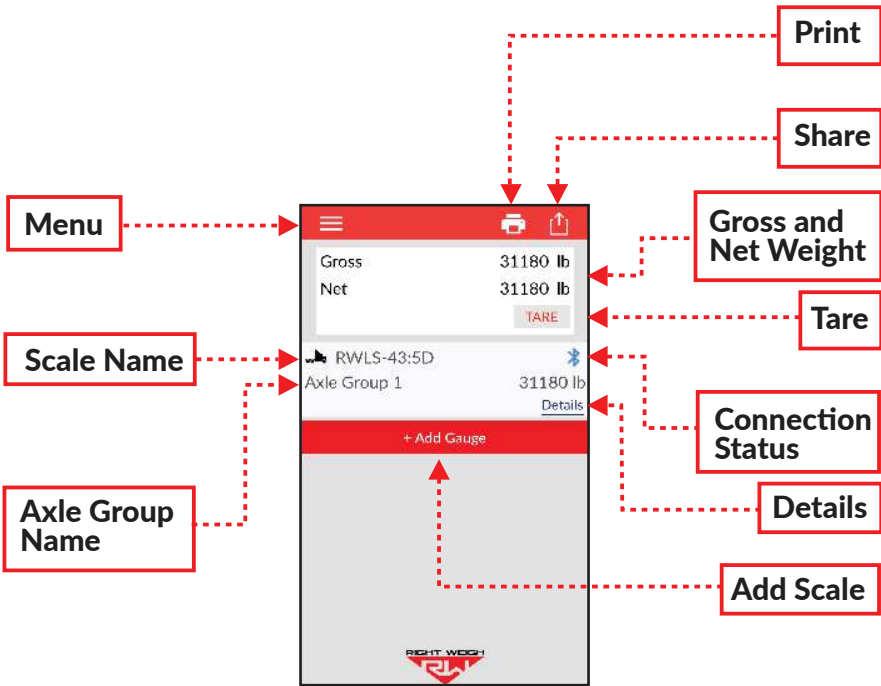 Print
Share
Menu
Gross and
Net Weight
Gross 31180 lb
Net 31180 lb
TARE
Tare
Scale Name
RWLS-43:5D
Axle Group 1 31180 lb
Details
Connection
Status
+ Add Gauge
Axle Group
Name
Details
Add Scale
RIGHT WEIGH
RW